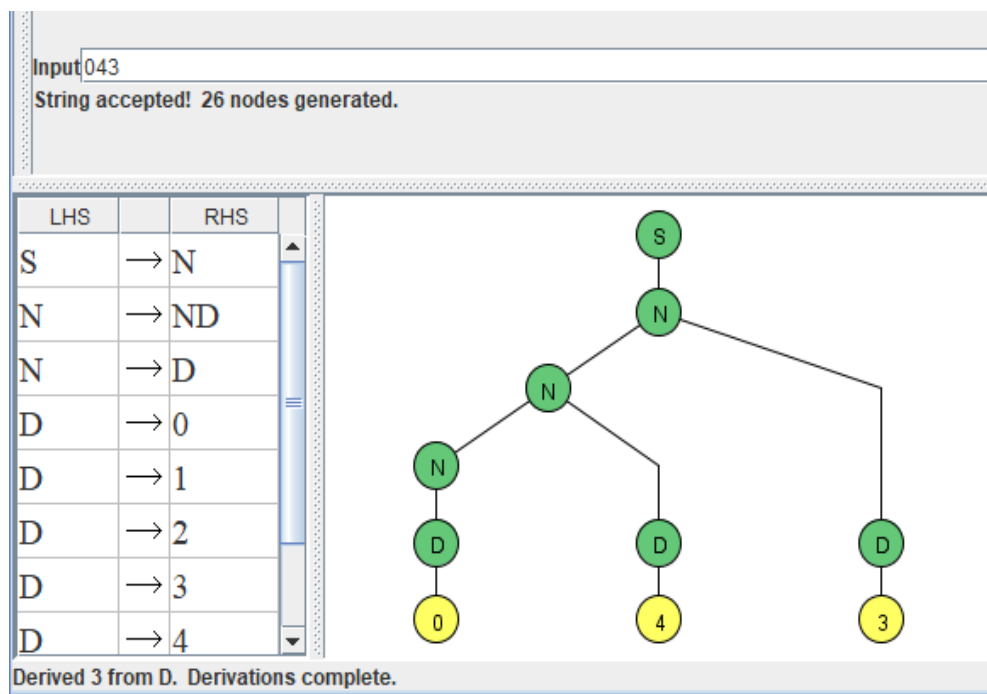 Input 043
String accepted! 26 nodes generated.
LHS RHS
S → N
N → ND
N → D
D → 0
D → 1
D → 2
D → 3
D → 4
S
N
N
N
D D D
0 4 3
Derived 3 from D. Derivations complete.